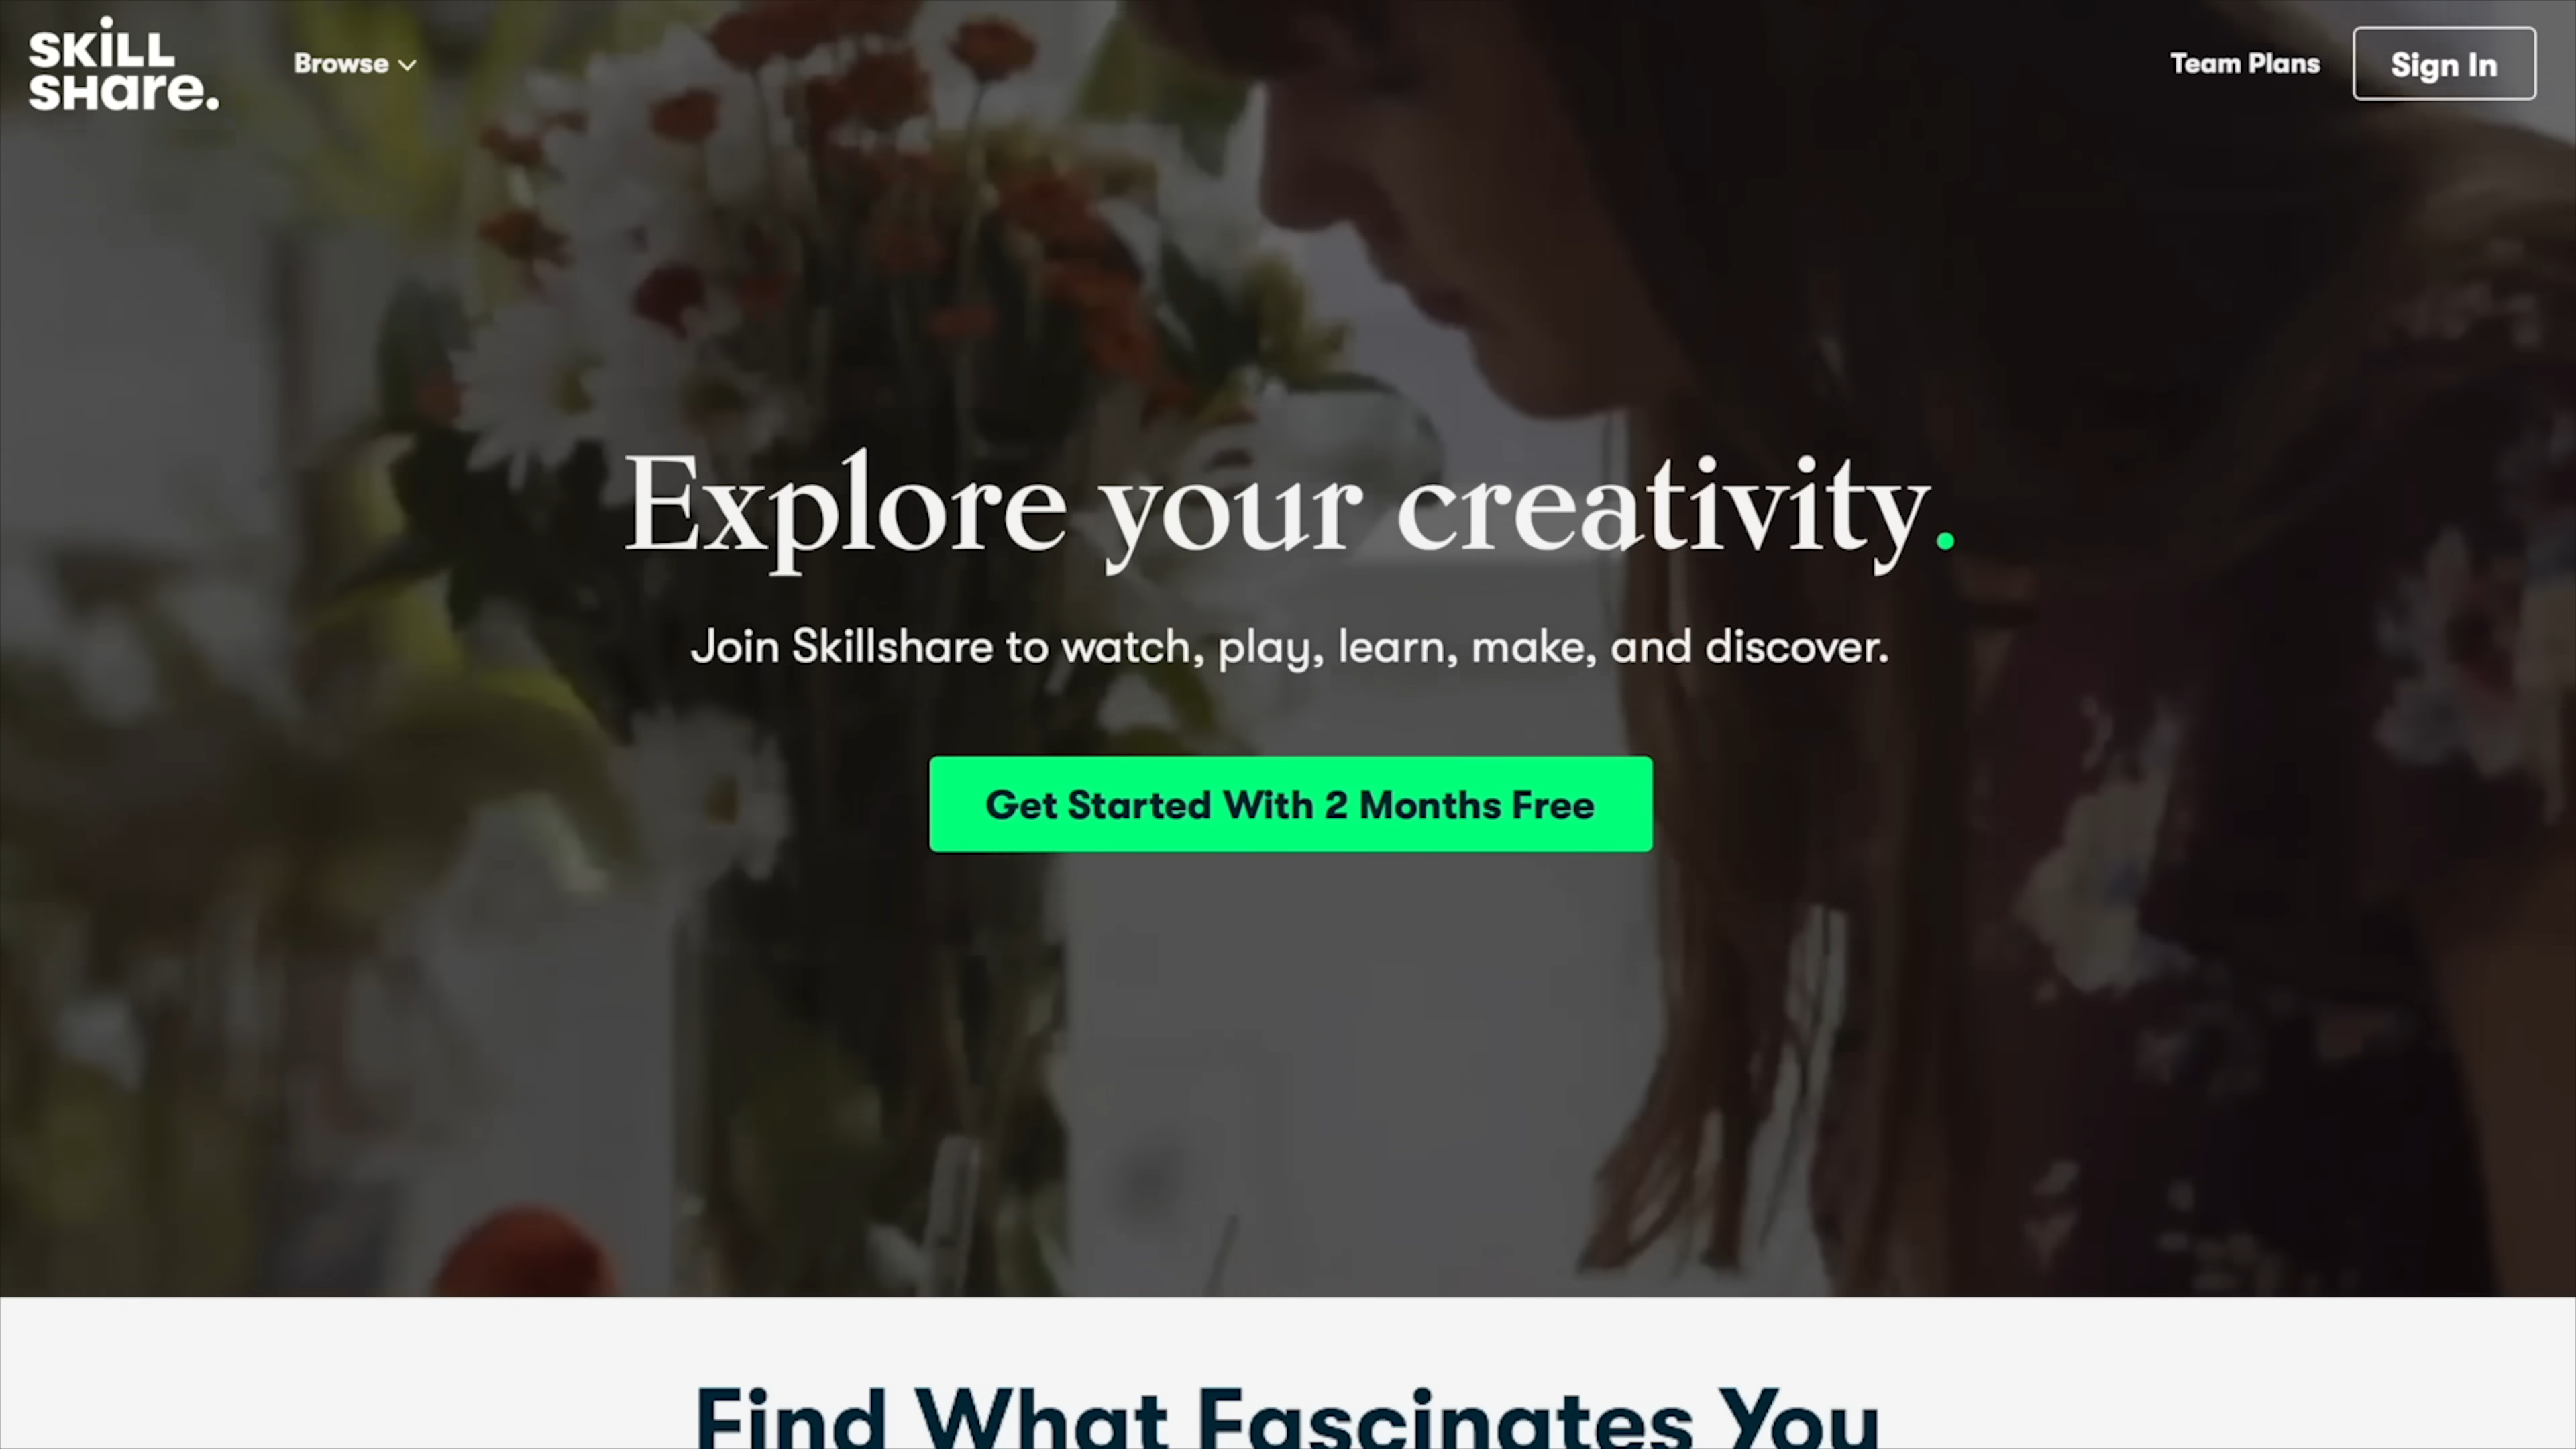 SKiLL
SHare.
Browse
Team Plans
Sign In
Explore your creativity.
Join Skillshare to watch, play, learn, make, and discover.
Get Started With 2 Months Free
Find What Fascinates You